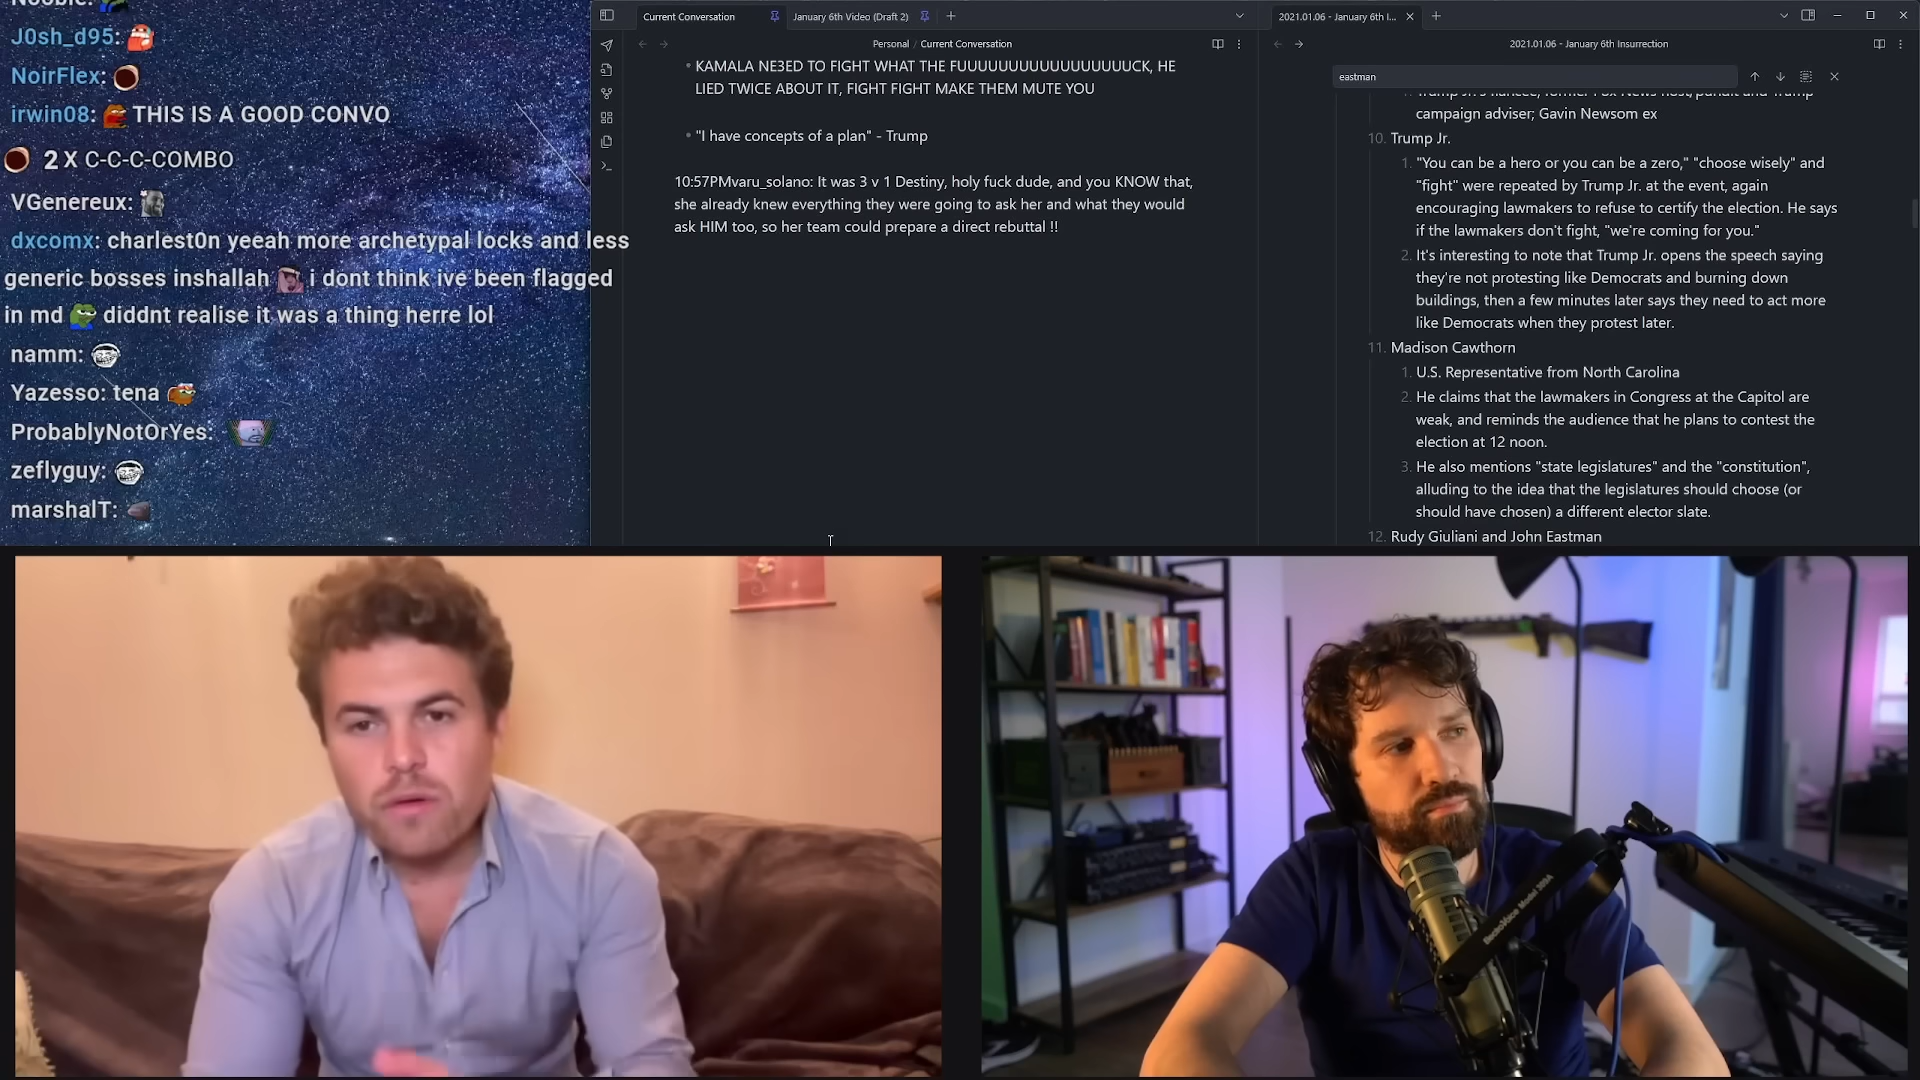 J0sh_d95:
NoirFlex:
irwin08: THIS IS A GOOD CONVO
2 X C-C-C-COMBO
VGenereux:
dxcomx: charlest0n yeeah more archetypal locks and less
generic bosses inshallah i dont think ive been flagged
in md diddnt realise it was a thing herre lol
namm:
Yazesso: tena
ProbablyNotOrYes:
zeflyguy:
marshalT:
Current Conversation
January 6th Video (Draft 2)
Personal / Current Conversation
• KAMALA NE3ED TO FIGHT WHAT THE FUUUUUUUUUUUUUUUUUCK, HE
LIED TWICE ABOUT IT, FIGHT FIGHT MAKE THEM MUTE YOU
• "I have concepts of a plan" - Trump
10:57PMvaru_solano: It was 3 v 1 Destiny, holy fuck dude, and you KNOW that,
she already knew everything they were going to ask her and what they would
ask HIM too, so her team could prepare a direct rebuttal !!
2021.01.06 - January 6th I...
2021.01.06 - January 6th Insurrection
eastman
1. Trump Jr.'s fiancée, former Fox News host/pundit and Trump
campaign adviser; Gavin Newsom ex
10. Trump Jr.
1. "You can be a hero or you can be a zero," "choose wisely" and
"fight" were repeated by Trump Jr. at the event, again
encouraging lawmakers to refuse to certify the election. He says
if the lawmakers don't fight, "we're coming for you."
2. It's interesting to note that Trump Jr. opens the speech saying
they're not protesting like Democrats and burning down
buildings, then a few minutes later says they need to act more
like Democrats when they protest later.
11. Madison Cawthorn
1. U.S. Representative from North Carolina
2. He claims that the lawmakers in Congress at the Capitol are
weak, and reminds the audience that he plans to contest the
election at 12 noon.
3. He also mentions "state legislatures" and the "constitution",
alluding to the idea that the legislatures should choose (or
should have chosen) a different elector slate.
12. Rudy Giuliani and John Eastman